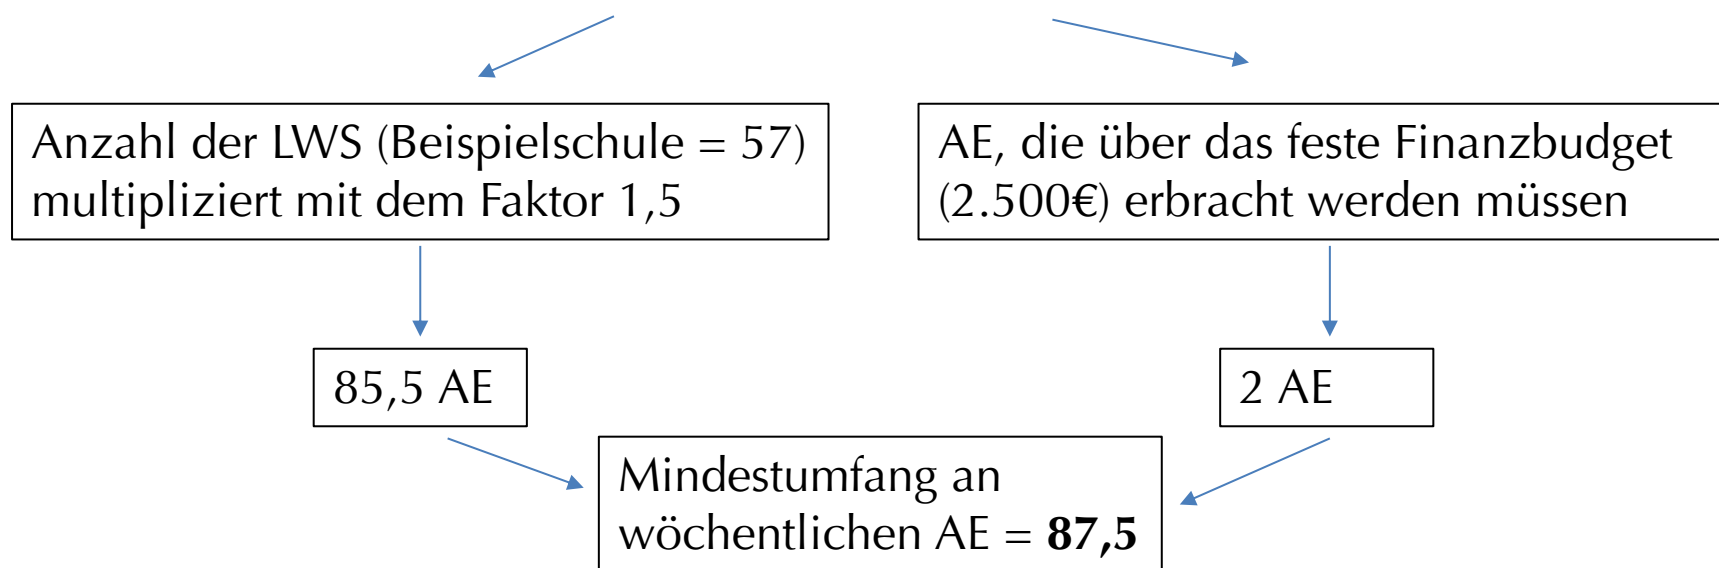 Anzahl der LWS (Beispielschule = 57)
multipliziert mit dem Faktor 1,5
AE, die über das feste Finanzbudget
(2.500€) erbracht werden müssen
85,5 AE
2 AE
Mindestumfang an
wöchentlichen AE = 87,5